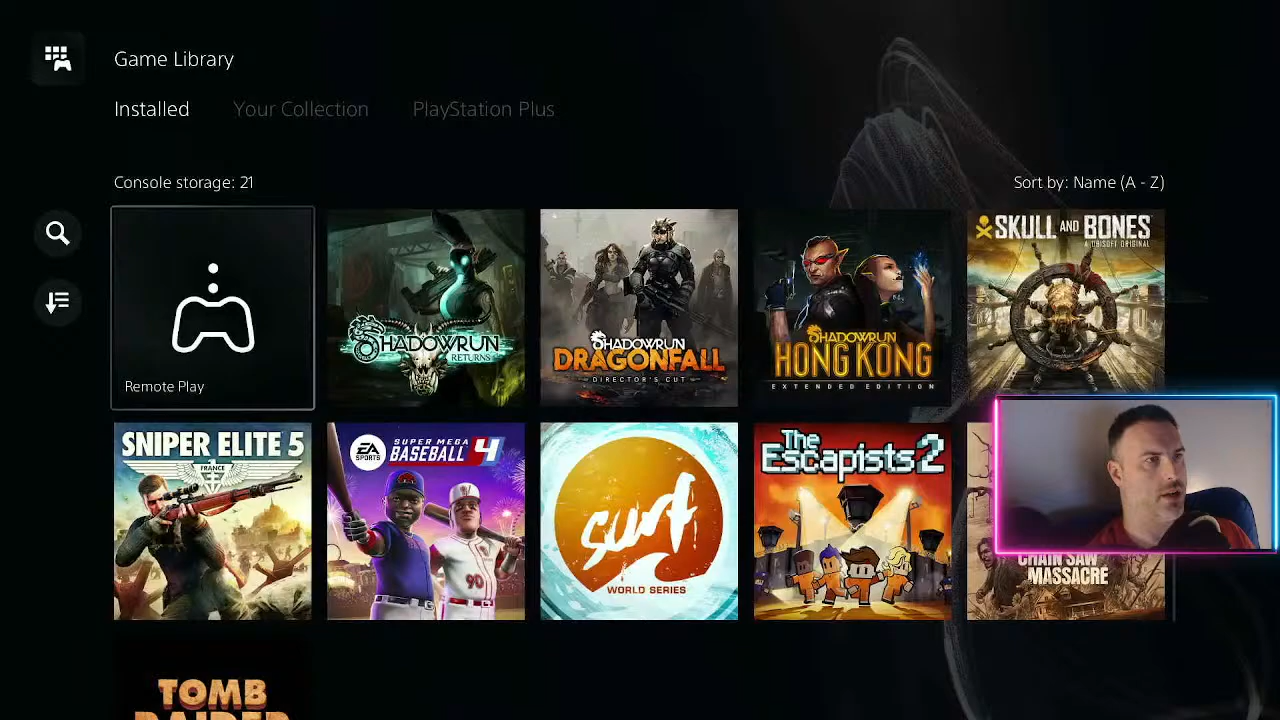 Game Library
Installed
Your Collection
PlayStation Plus
Console storage: 21
Sort by: Name (A - Z)
Remote Play
SHADOWRUN
RETURNS
SHADOWRUN
DRAGONFALL
DIRECTOR'S CUT
SHADOWRUN
HONG KONG
EXTENDED EDITION
SKULL AND BONES
A UBISOFT ORIGINAL
SNIPER ELITE 5
FRANCE
EA
SPORTS
SUPER MEGA
BASEBALL 4
90
surf
WORLD SERIES
The
Escapists 2
CHAIN SAW
MASSACRE
TOMB
RAIDER